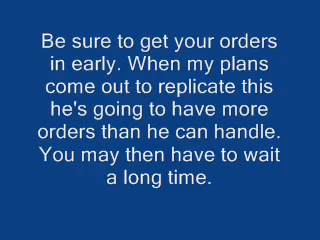 Be sure to get your orders
in early. When my plans
come out to replicate this
he's going to have more
orders than he can handle.
You may then have to wait
a long time.